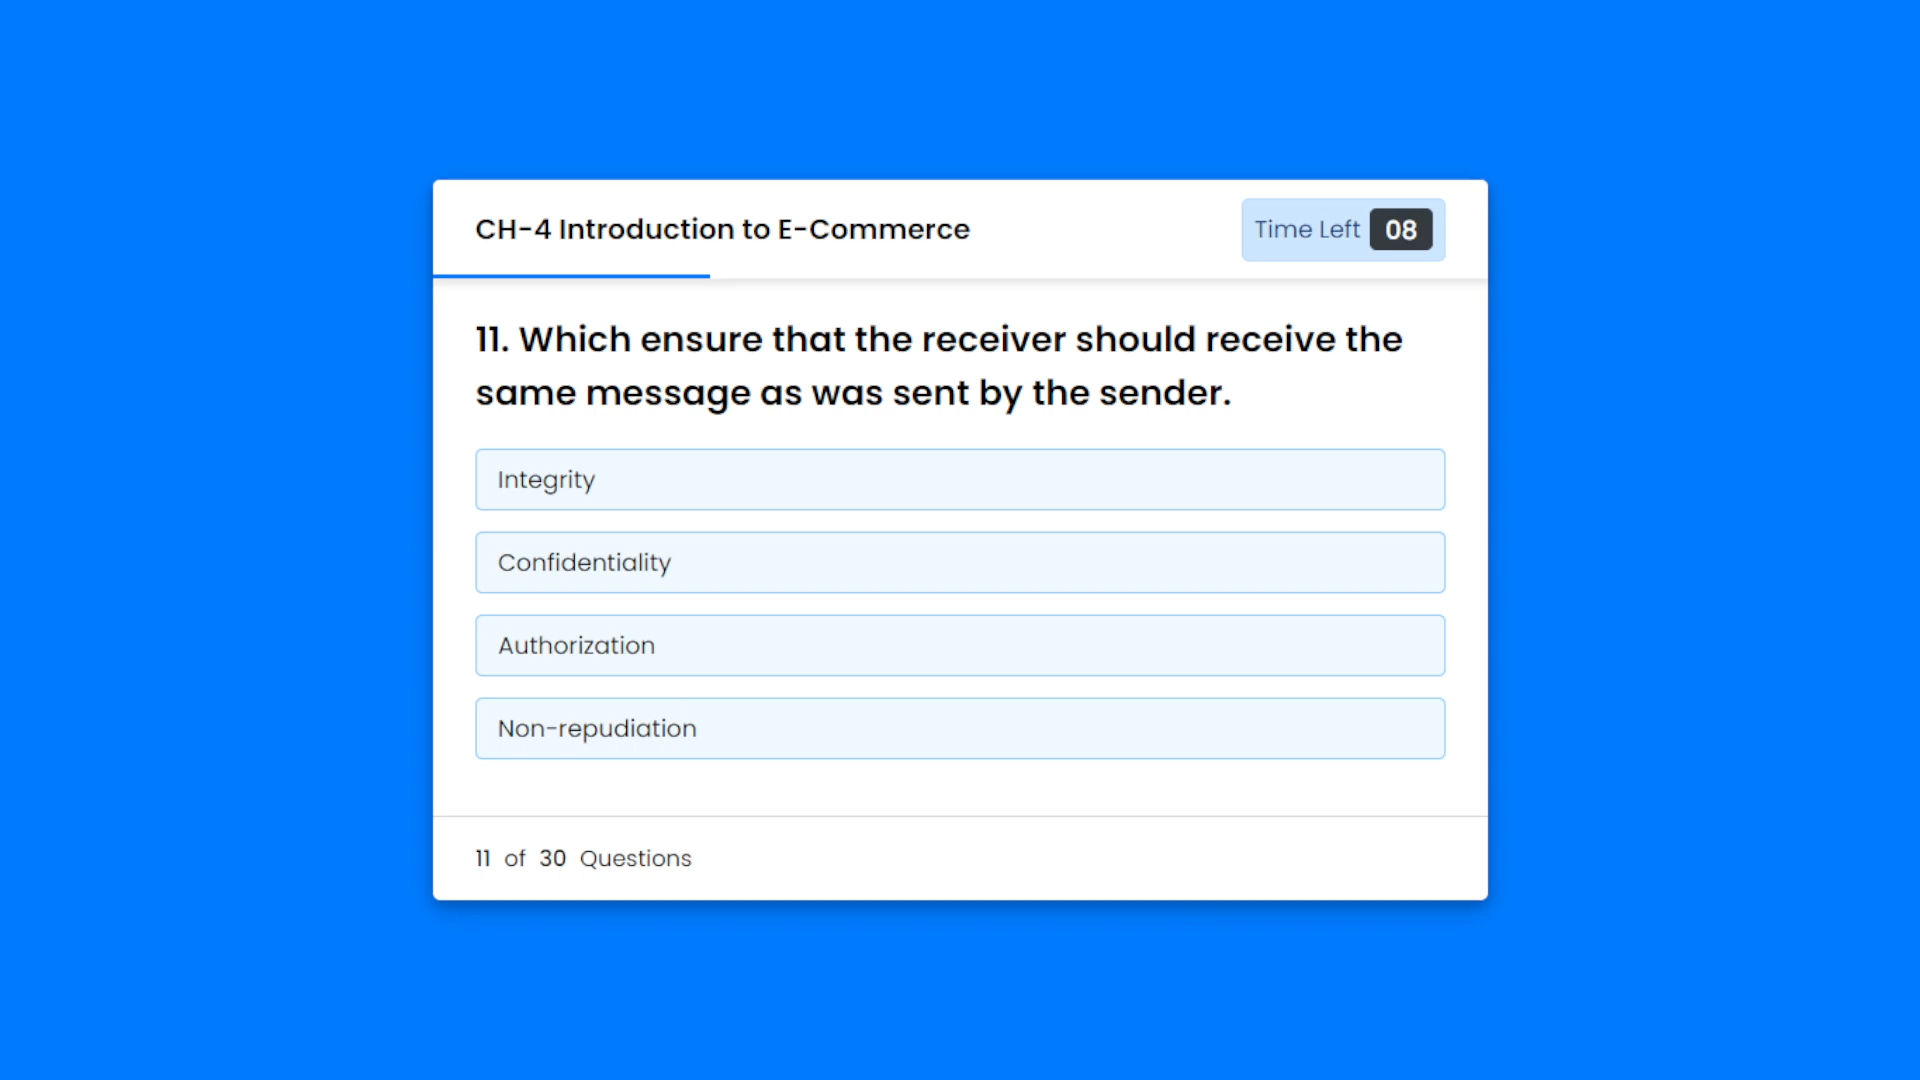 CH-4 Introduction to E-Commerce
Time Left 08
11. Which ensure that the receiver should receive the
same message as was sent by the sender.
Integrity
Confidentiality
Authorization
Non-repudiation
11 of 30 Questions